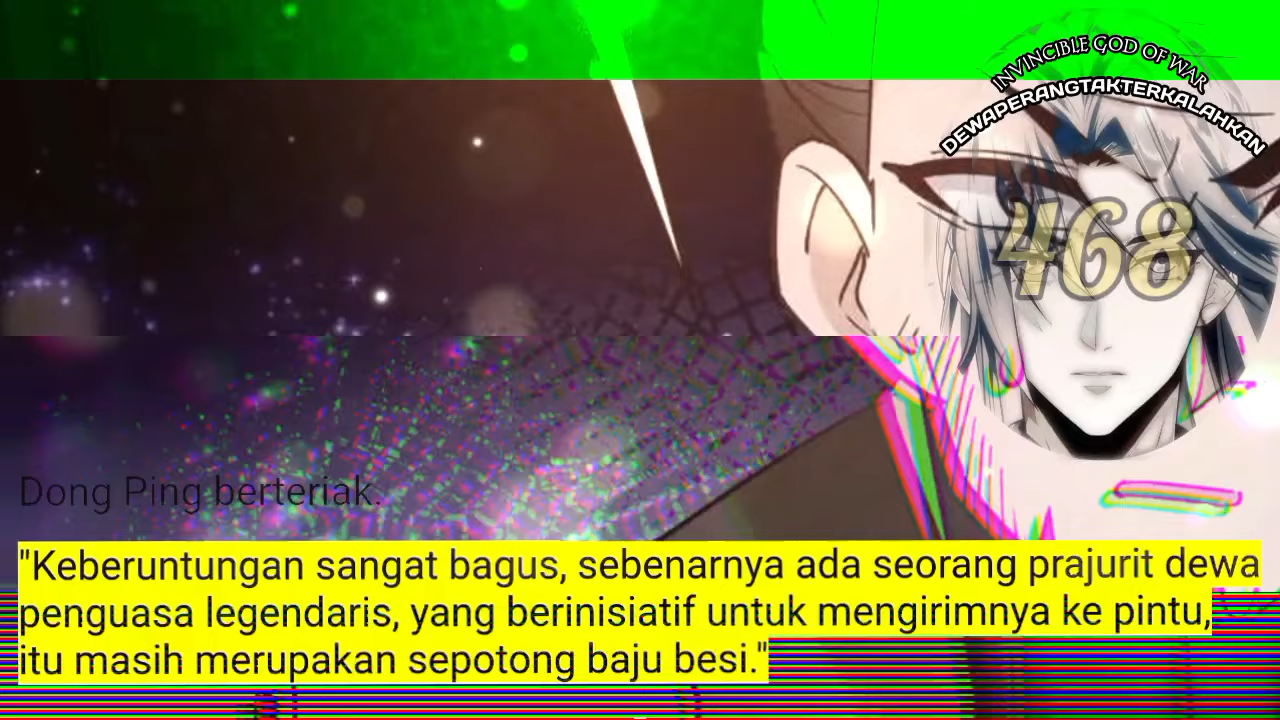 INVINCIBLE GOD OF WAR
DEWAPERANGTAKTERKALAHKAN
468
Dong Ping berteriak.
"Keberuntungan sangat bagus, sebenarnya ada seorang prajurit dewa
penguasa legendaris, yang berinisiatif untuk mengirimnya ke pintu,
itu masih merupakan sepotong baju besi."